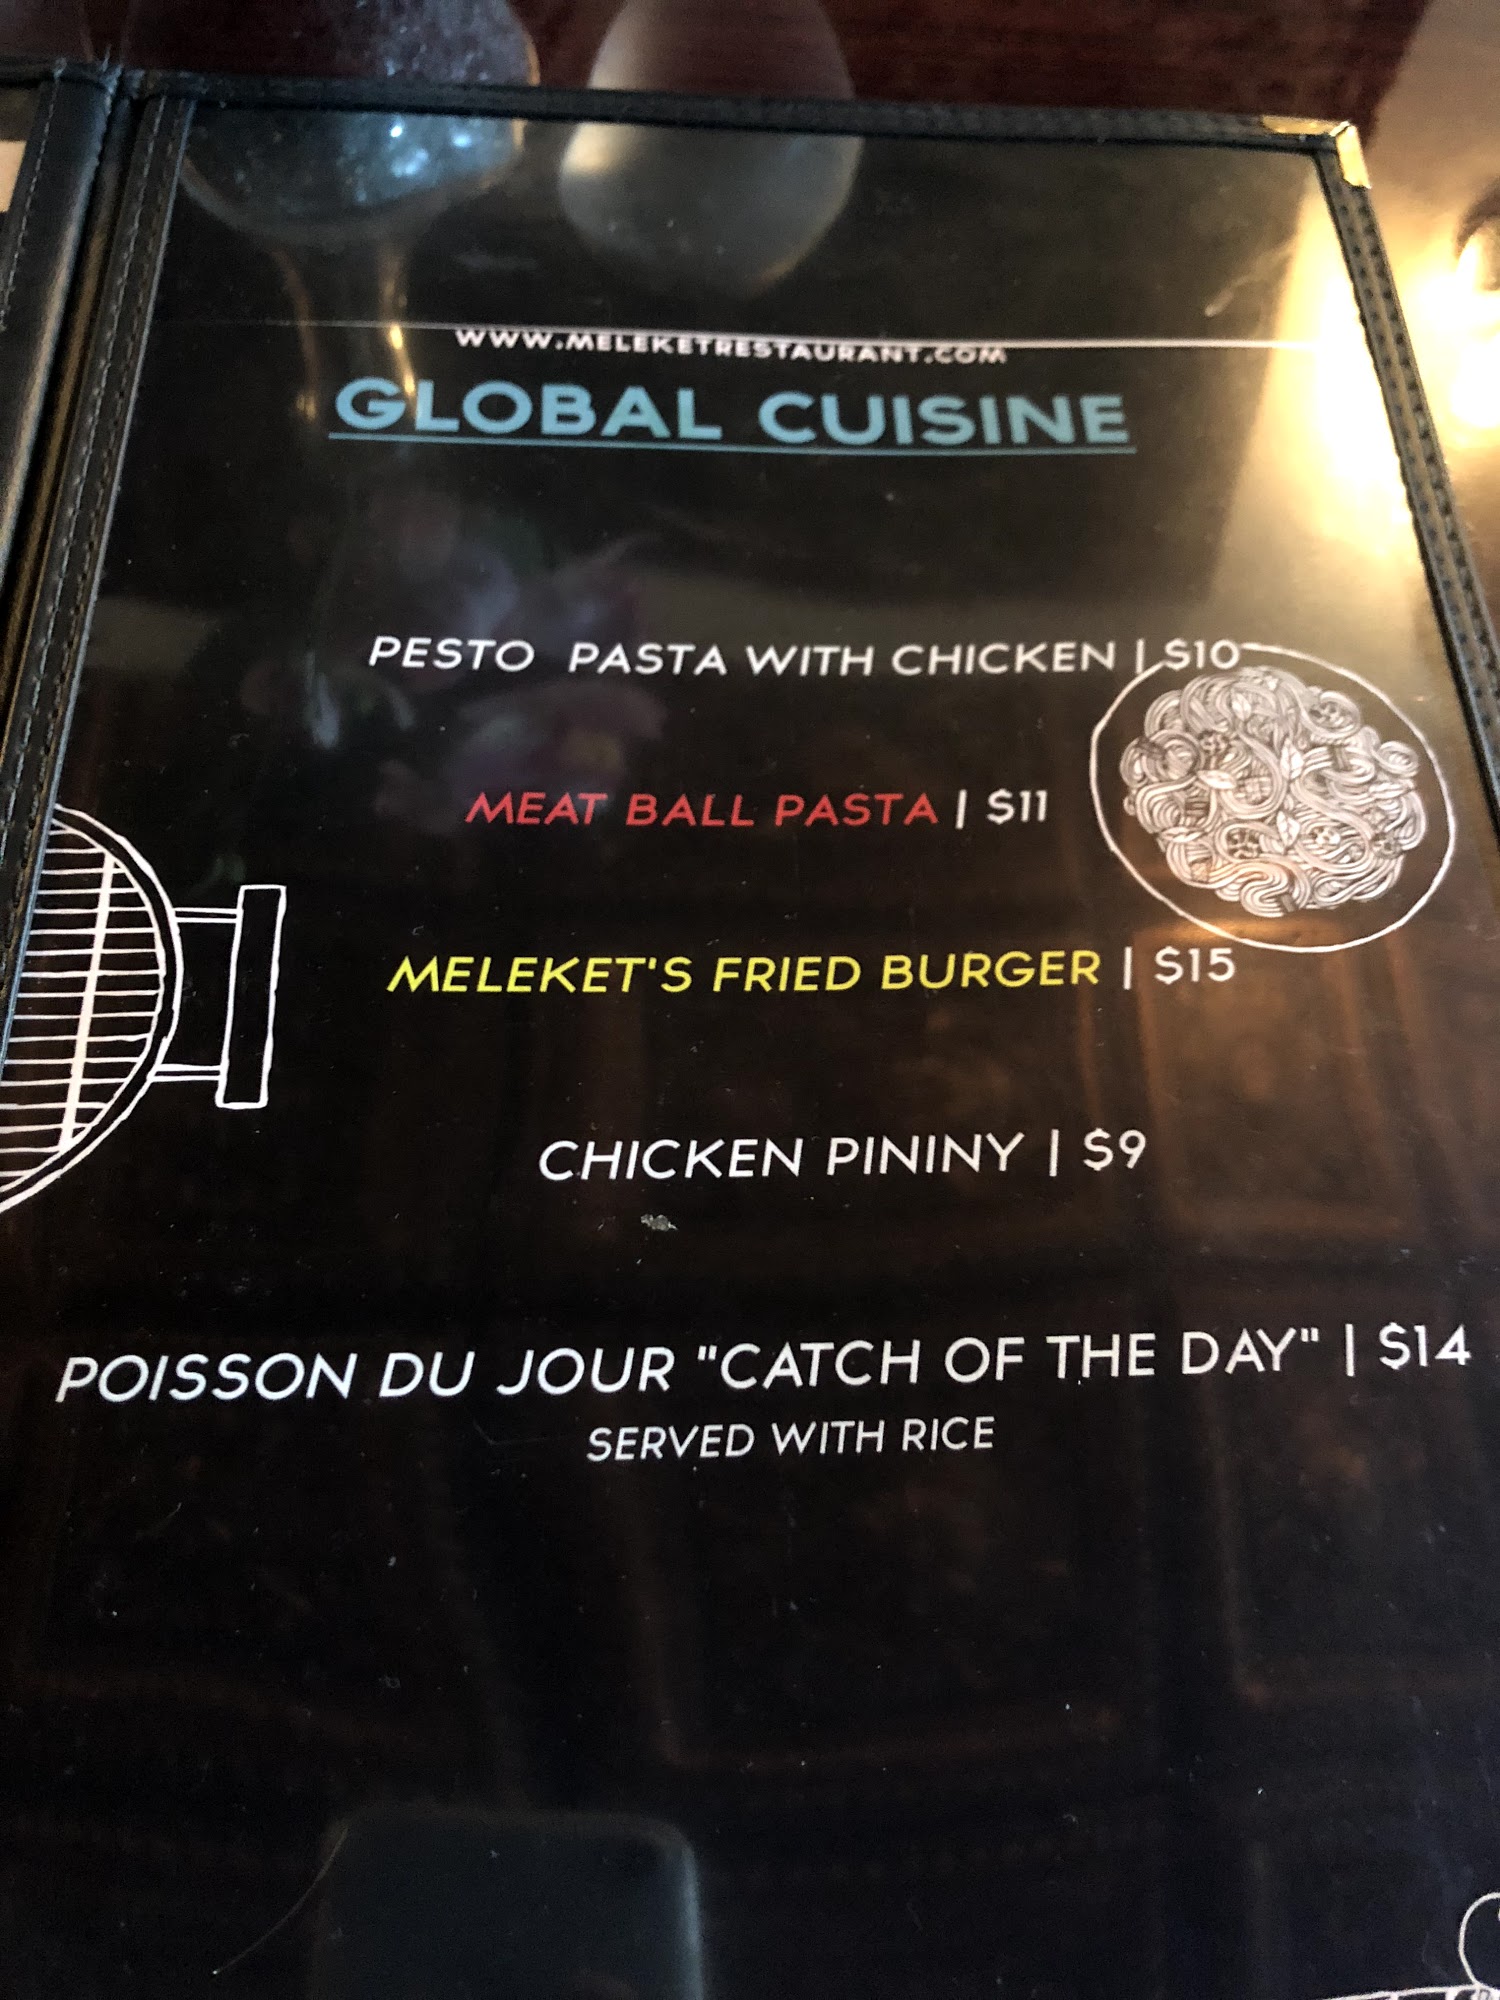 WWW.MELEKETRESTAURANT.COM
GLOBAL CUISINE
PESTO PASTA WITH CHICKEN | $10
MEAT BALL PASTA | $11
MELEKET'S FRIED BURGER | $15
CHICKEN PININY | $9
POISSON DU JOUR "CATCH OF THE DAY" | $14
SERVED WITH RICE